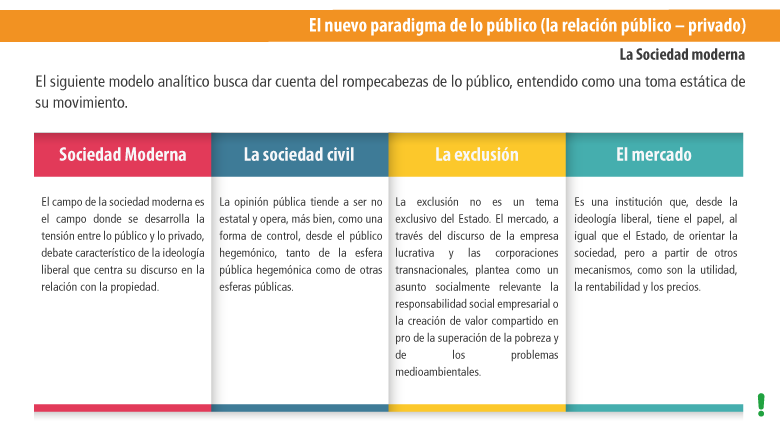 El nuevo paradigma de lo público (la relación público – privado)
La Sociedad moderna
El siguiente modelo analítico busca dar cuenta del rompecabezas de lo público, entendido como una toma estática de
su movimiento.
Sociedad Moderna
El campo de la sociedad moderna es
el campo donde se desarrolla la
tensión entre lo público y lo privado,
debate característico de la ideología
liberal que centra su discurso en la
relación con la propiedad.
La sociedad civil
La opinión pública tiende a ser no
estatal y opera, más bien, como una
forma de control, desde el público
hegemónico, tanto de la esfera
pública hegemónica como de otras
esferas públicas.
La exclusión
La exclusión no es un tema
exclusivo del Estado. El mercado, a
través del discurso de la empresa
lucrativa y las corporaciones
transnacionales, plantea como un
asunto socialmente relevante la
responsabilidad social empresarial o
la creación de valor compartido en
pro de la superación de la pobreza y
de los problemas
medioambientales.
El mercado
Es una institución que, desde la
ideología liberal, tiene el papel, al
igual que el Estado, de orientar la
sociedad, pero a partir de otros
mecanismos, como son la utilidad,
la rentabilidad y los precios.
!